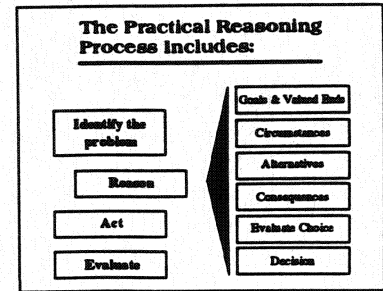 The Practical Reasoning
Process Includes:
Identify the
problem
Reason
Act
Evaluate
Goals & Valued Ends
Circumstances
Alternatives
Consequences
Evaluate Choice
Decision